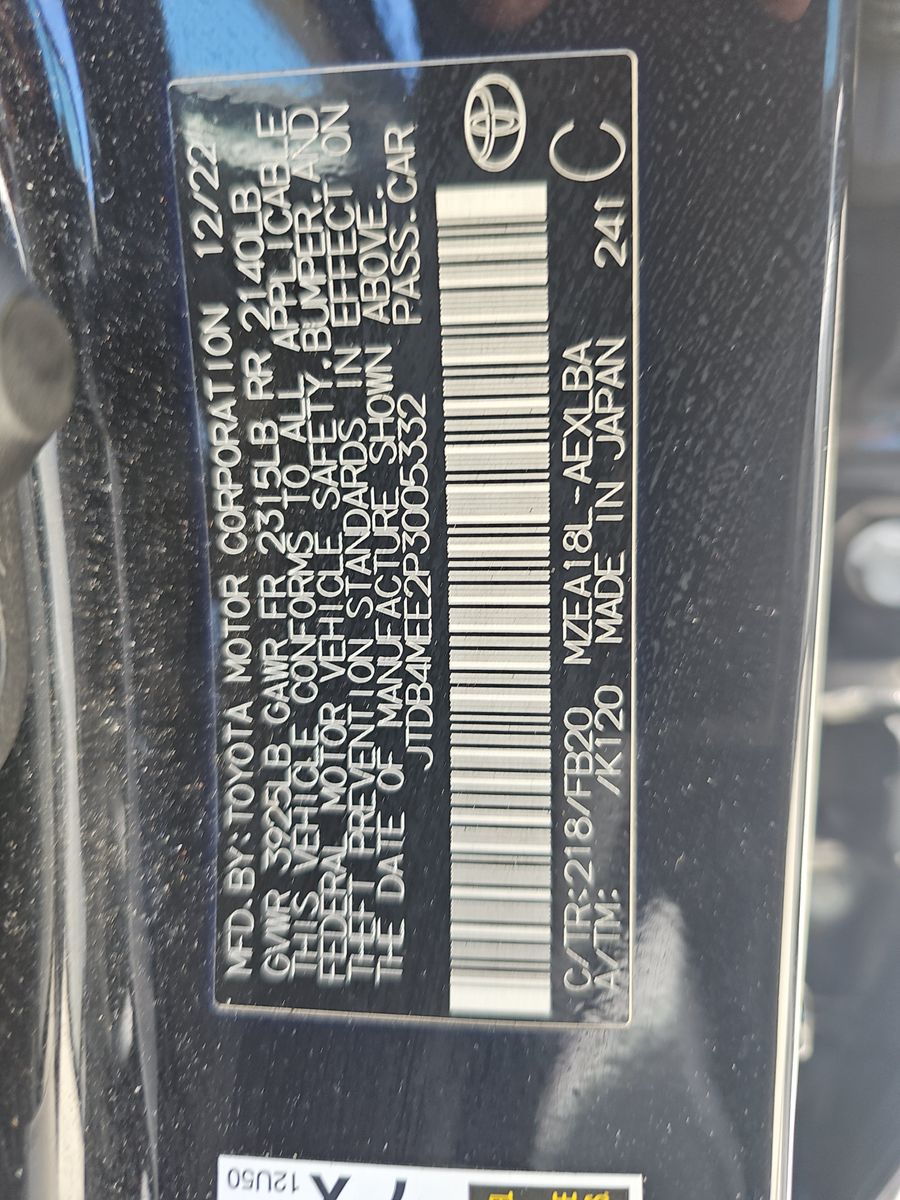 MFD.BY:TOYOTA MOTOR CORPORATION 12/22
GVWR 3925LB GAWR FR 2315LB RR 2140LB
THIS VEHICLE CONFORMS TO ALL APPLICABLE
FEDERAL MOTOR VEHICLE SAFETY,BUMPER,AND
THEFT PREVENTION STANDARDS IN EFFECT ON
THE DATE OF MANUFACTURE SHOWN ABOVE.
JTDB4MEE2P3005332 PASS.CAR
C/TR:218/FB20 MZEA18L-AEXLBA 241 C
A/TM: /K120 MADE IN JAPAN
12U50